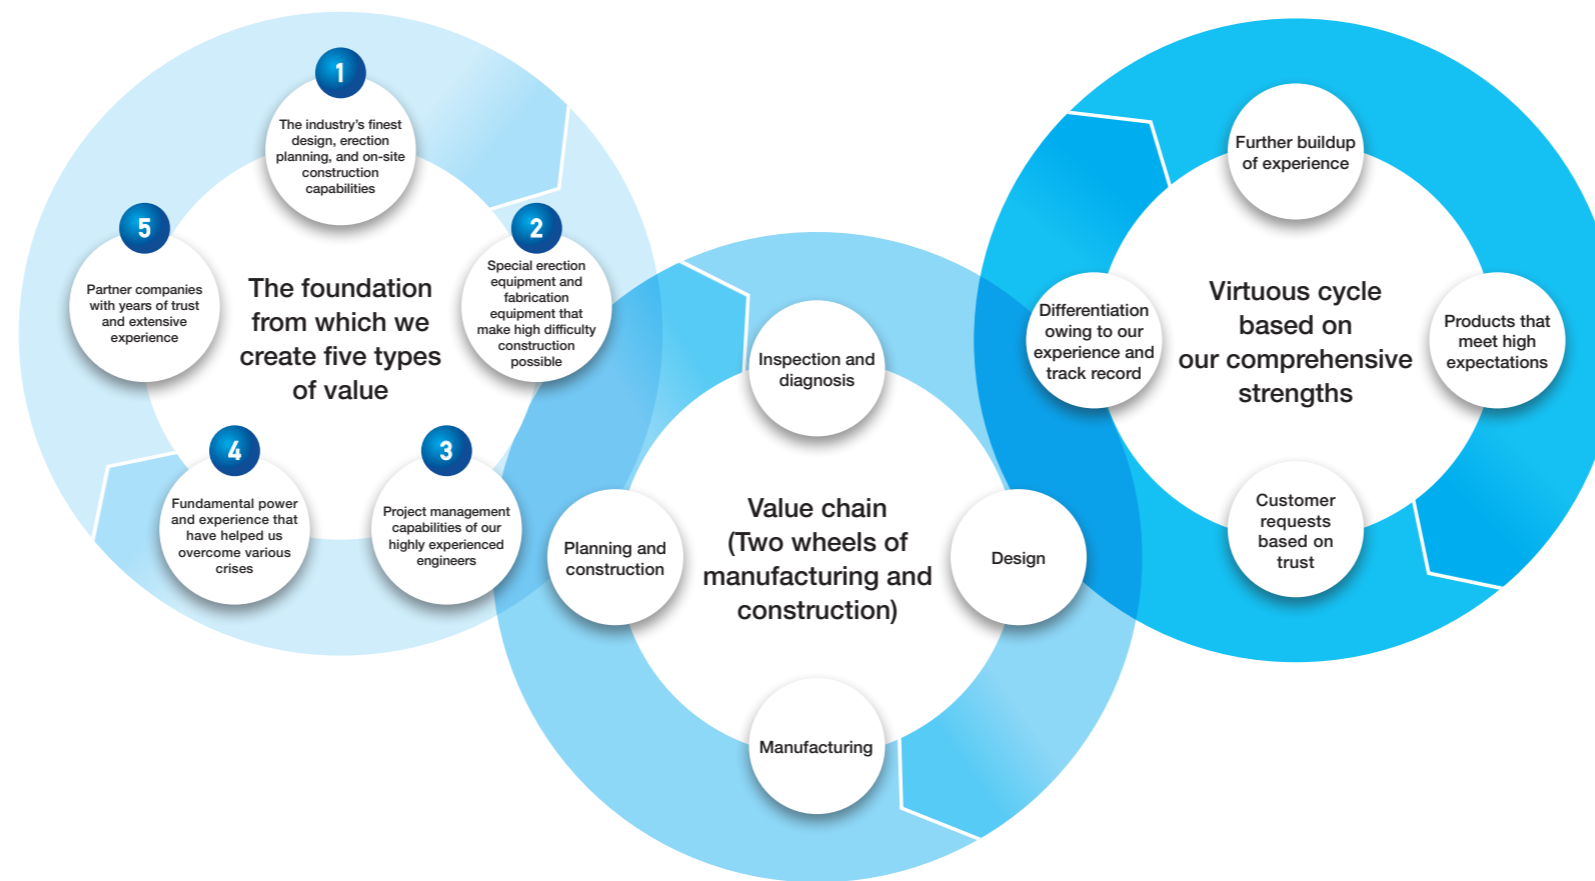 The foundation
from which we
create five types
of value
1
The industry's finest
design, erection
planning, and on-site
construction
capabilities
2
Special erection
equipment and
fabrication
equipment that
make high difficulty
construction
possible
3
Project management
capabilities of our
highly experienced
engineers
4
Fundamental power
and experience that
have helped us
overcome various
crises
5
Partner companies
with years of trust
and extensive
experience
Value chain
(Two wheels of
manufacturing and
construction)
Inspection and
diagnosis
Design
Manufacturing
Planning and
construction
Virtuous cycle
based on
our comprehensive
strengths
Further buildup
of experience
Products that
meet high
expectations
Customer
requests
based on
trust
Differentiation
owing to our
experience and
track record